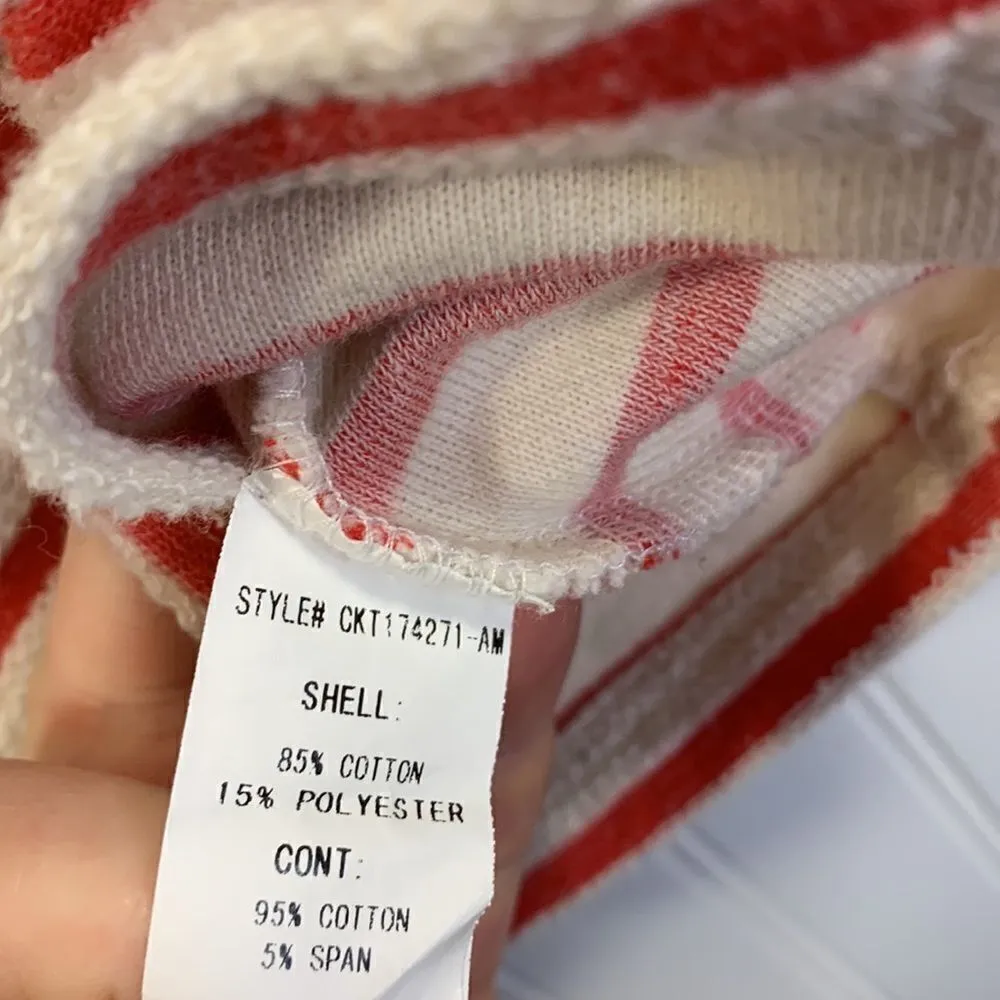 STYLE# CKT174271-AM
SHELL:
85% COTTON
15% POLYESTER
CONT:
95% COTTON
5% SPAN